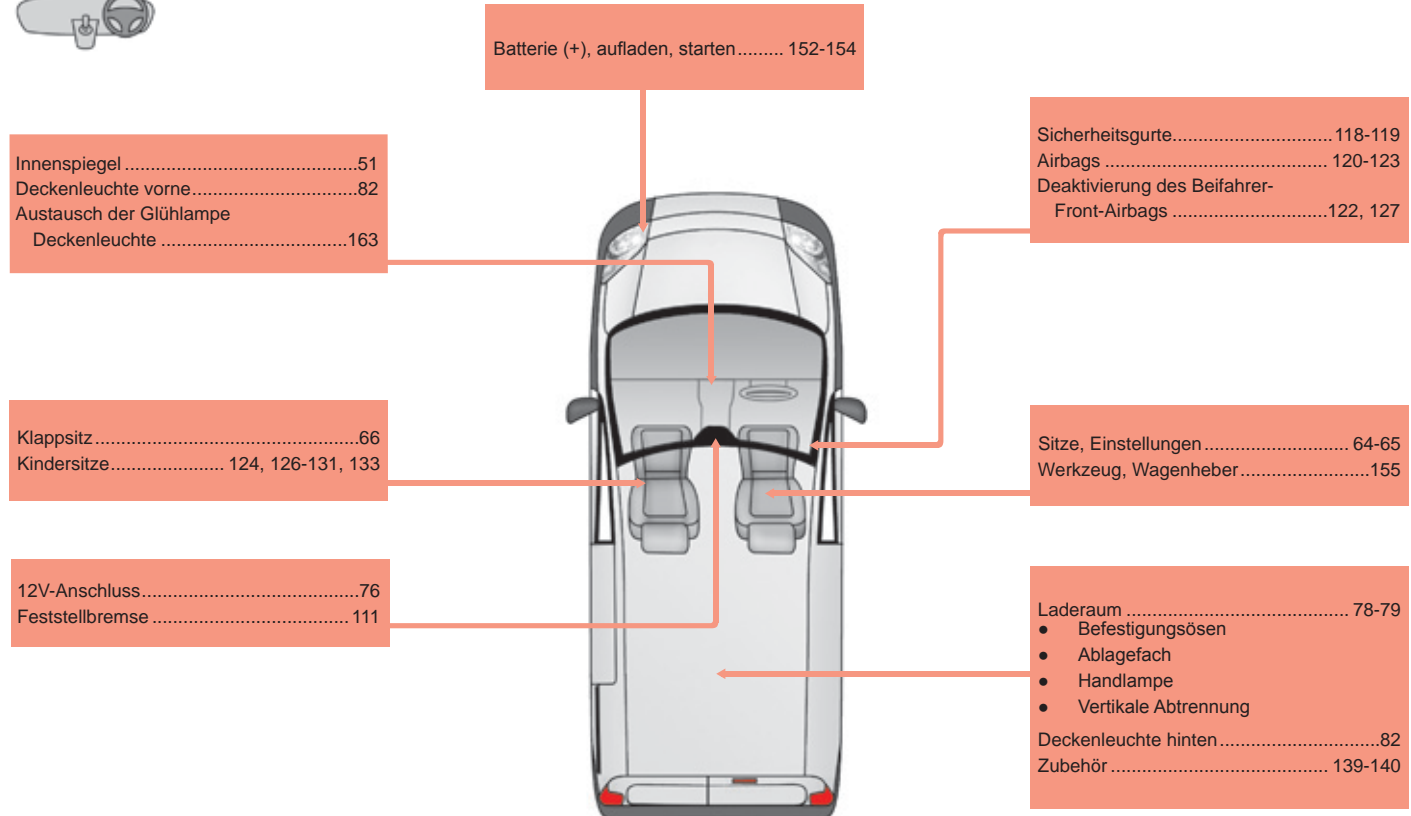 Batterie (+), aufladen, starten ......... 152-154
Innenspiegel ............................................51
Deckenleuchte vorne ................................82
Austausch der Glühlampe
Deckenleuchte ...................................163
Sicherheitsgurte ..............................118-119
Airbags .......................................... 120-123
Deaktivierung des Beifahrer-
Front-Airbags .............................122, 127
Klappsitz ..................................................66
Kindersitze ...................... 124, 126-131, 133
Sitze, Einstellungen ............................ 64-65
Werkzeug, Wagenheber .........................155
12V-Anschluss ..........................................76
Feststellbremse ..................................... 111
Laderaum .......................................... 78-79
● Befestigungsösen
● Ablagefach
● Handlampe
● Vertikale Abtrennung
Deckenleuchte hinten ..............................82
Zubehör ......................................... 139-140